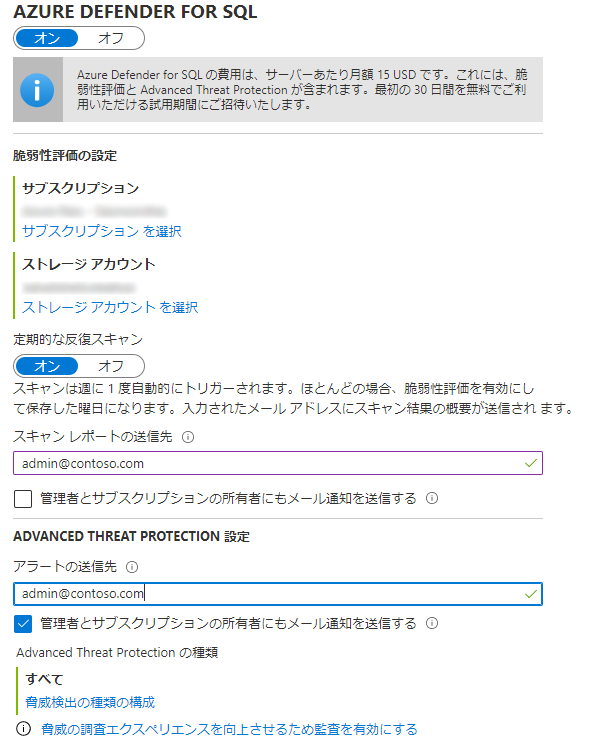 AZURE DEFENDER FOR SQL
オン オフ
Azure Defender for SQL の費用は、サーバーあたり月額 15 USD です。これには、脆
弱性評価と Advanced Threat Protection が含まれます。最初の 30 日間を無料でご利
用いただける試用期間にご招待いたします。
脆弱性評価の設定
サブスクリプション
サブスクリプション を選択
ストレージ アカウント
ストレージ アカウント を選択
定期的な反復スキャン
オン オフ
スキャンは週に 1 度自動的にトリガーされます。ほとんどの場合、脆弱性評価を有効にし
て保存した曜日になります。入力されたメール アドレスにスキャン結果の概要が送信され ます。
スキャン レポートの送信先
admin@contoso.com
管理者とサブスクリプションの所有者にもメール通知を送信する
ADVANCED THREAT PROTECTION 設定
アラートの送信先
admin@contoso.com
管理者とサブスクリプションの所有者にもメール通知を送信する
Advanced Threat Protection の種類
すべて
脅威検出の種類の構成
脅威の調査エクスペリエンスを向上させるため監査を有効にする